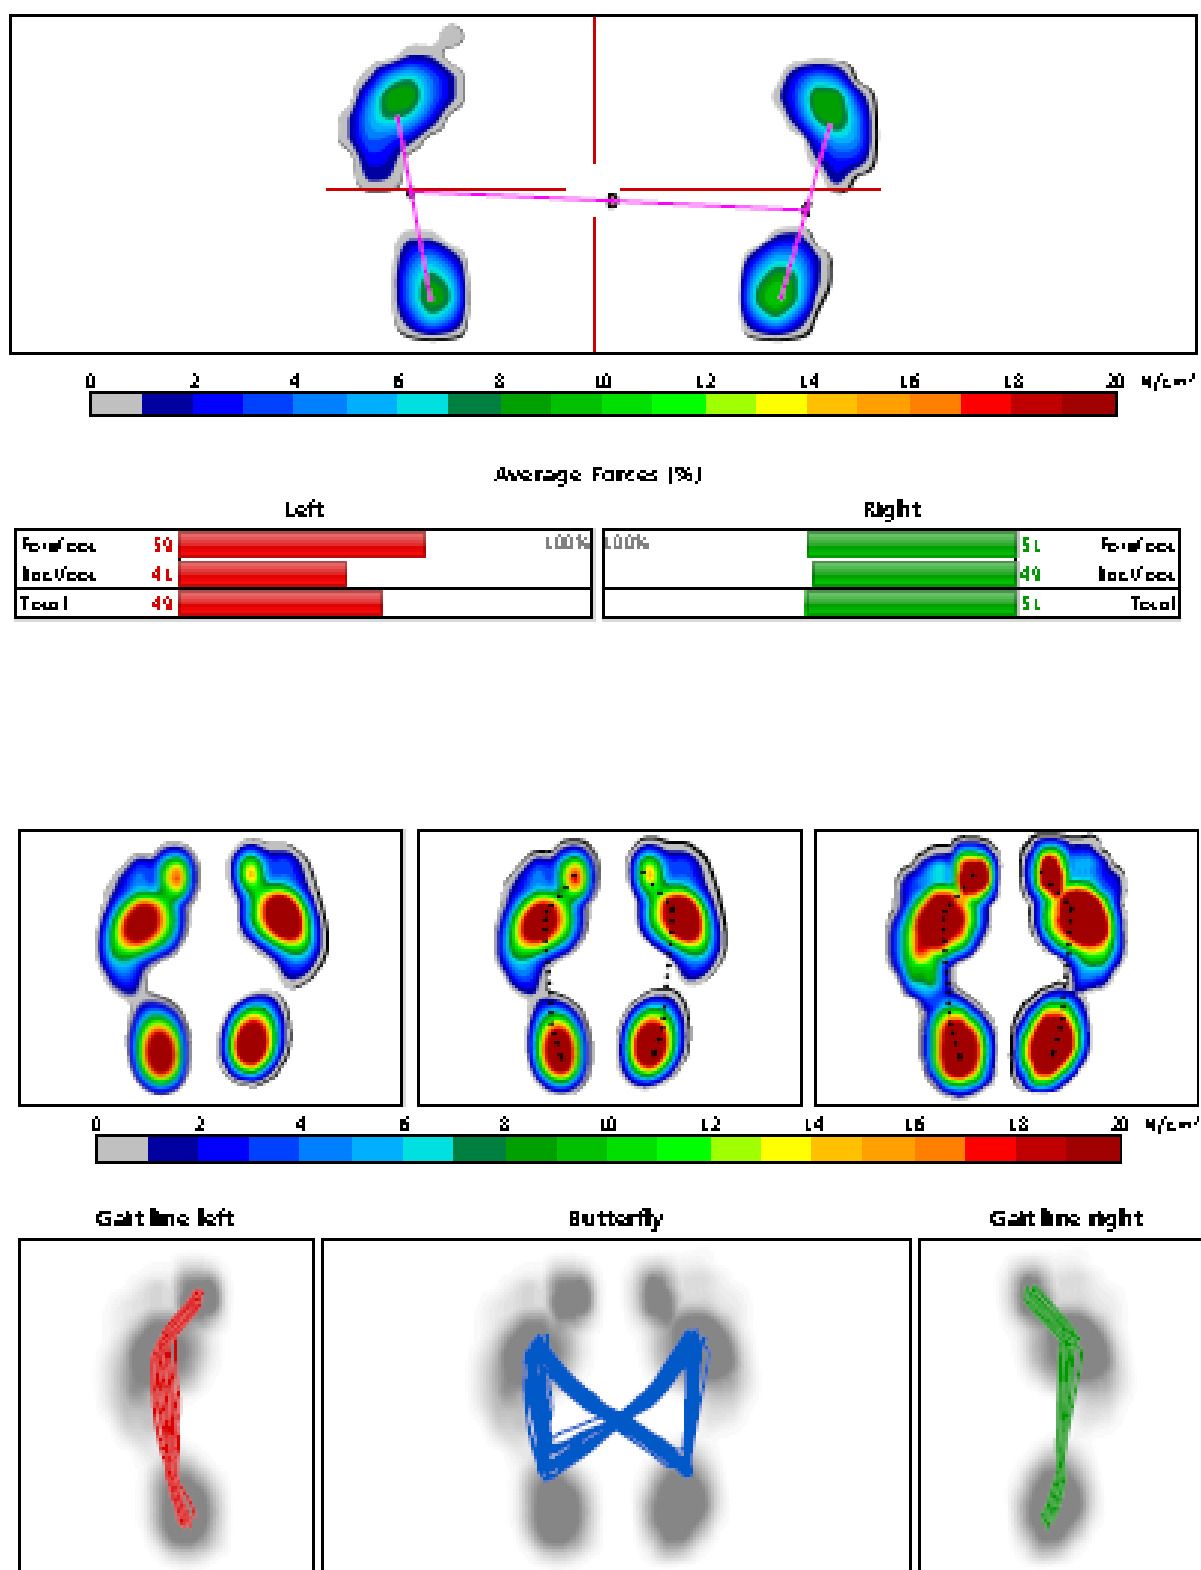 0 2 4 6 8 10 12 14 16 18 20 N/cm²
Average Forces (%)
Left Right
Forefoot 59 100% 100% 51 Forefoot
Backfoot 41 49 Backfoot
Total 49 51 Total
0 2 4 6 8 10 12 14 16 18 20 N/cm²
Gait line left Butterfly Gait line right